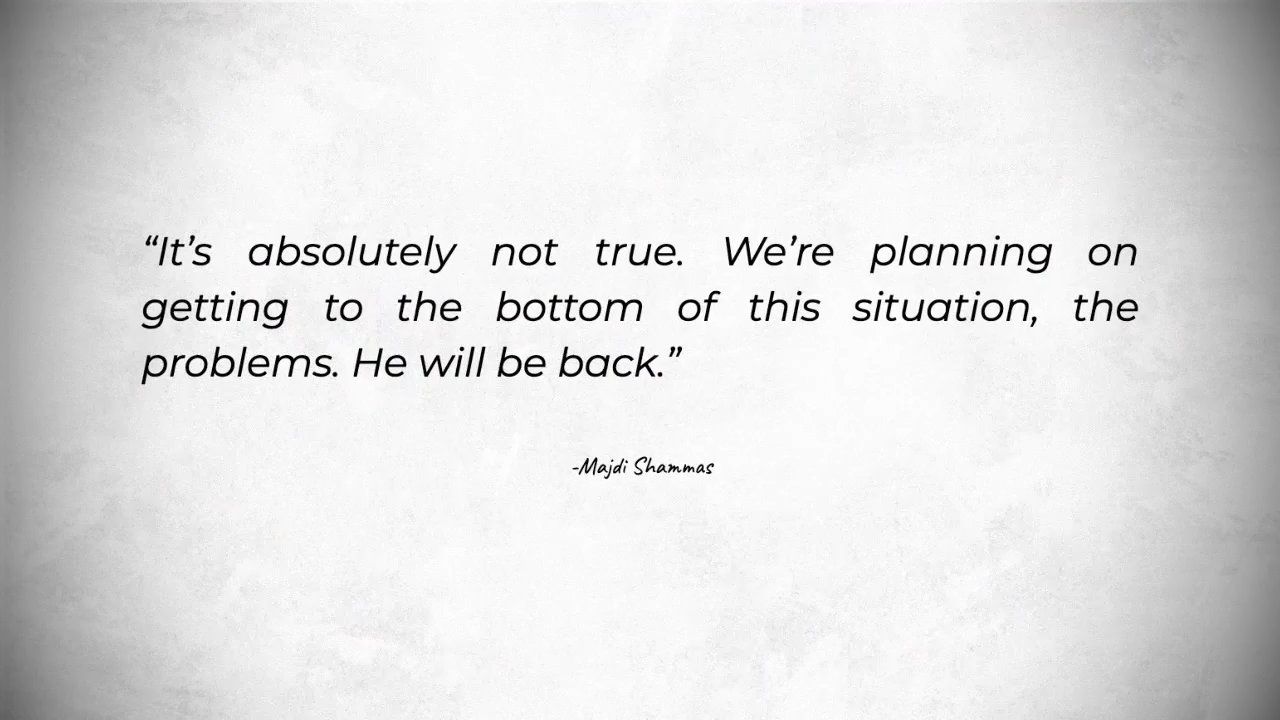 “It’s absolutely not true. We’re planning on
getting to the bottom of this situation, the
problems. He will be back.”
-Majdi Shammas